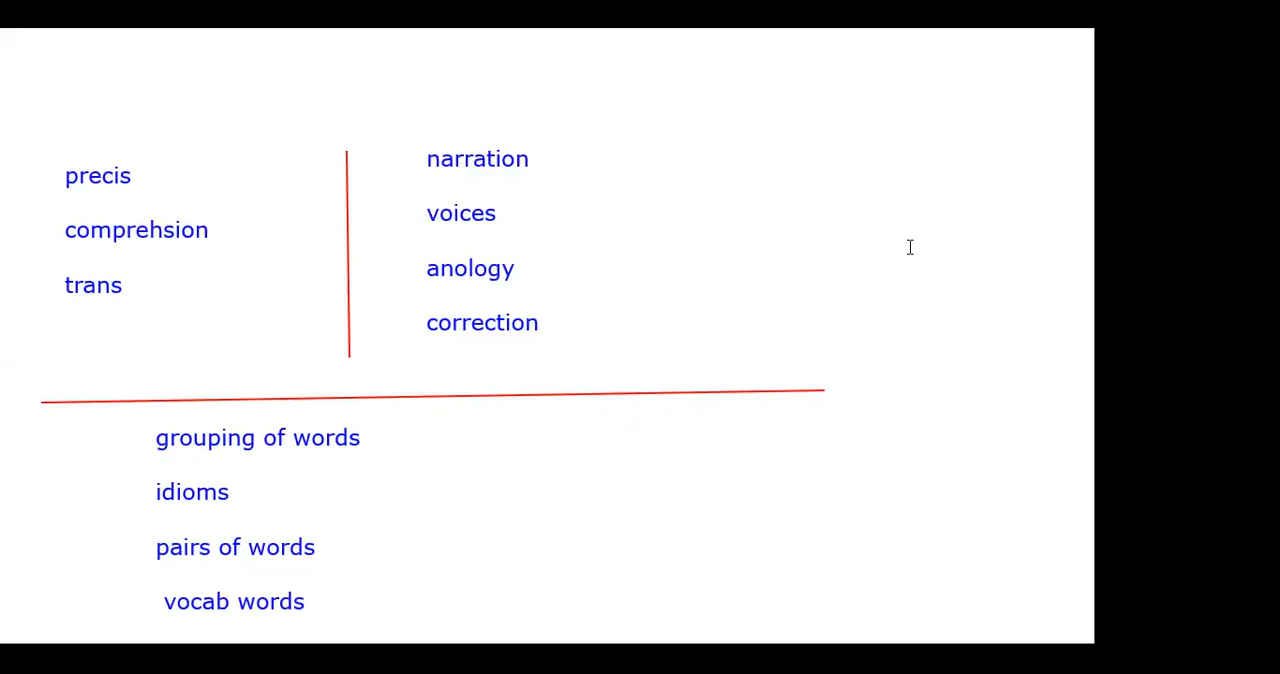 precis
comprehsion
trans
narration
voices
anology
correction
grouping of words
idioms
pairs of words
vocab words